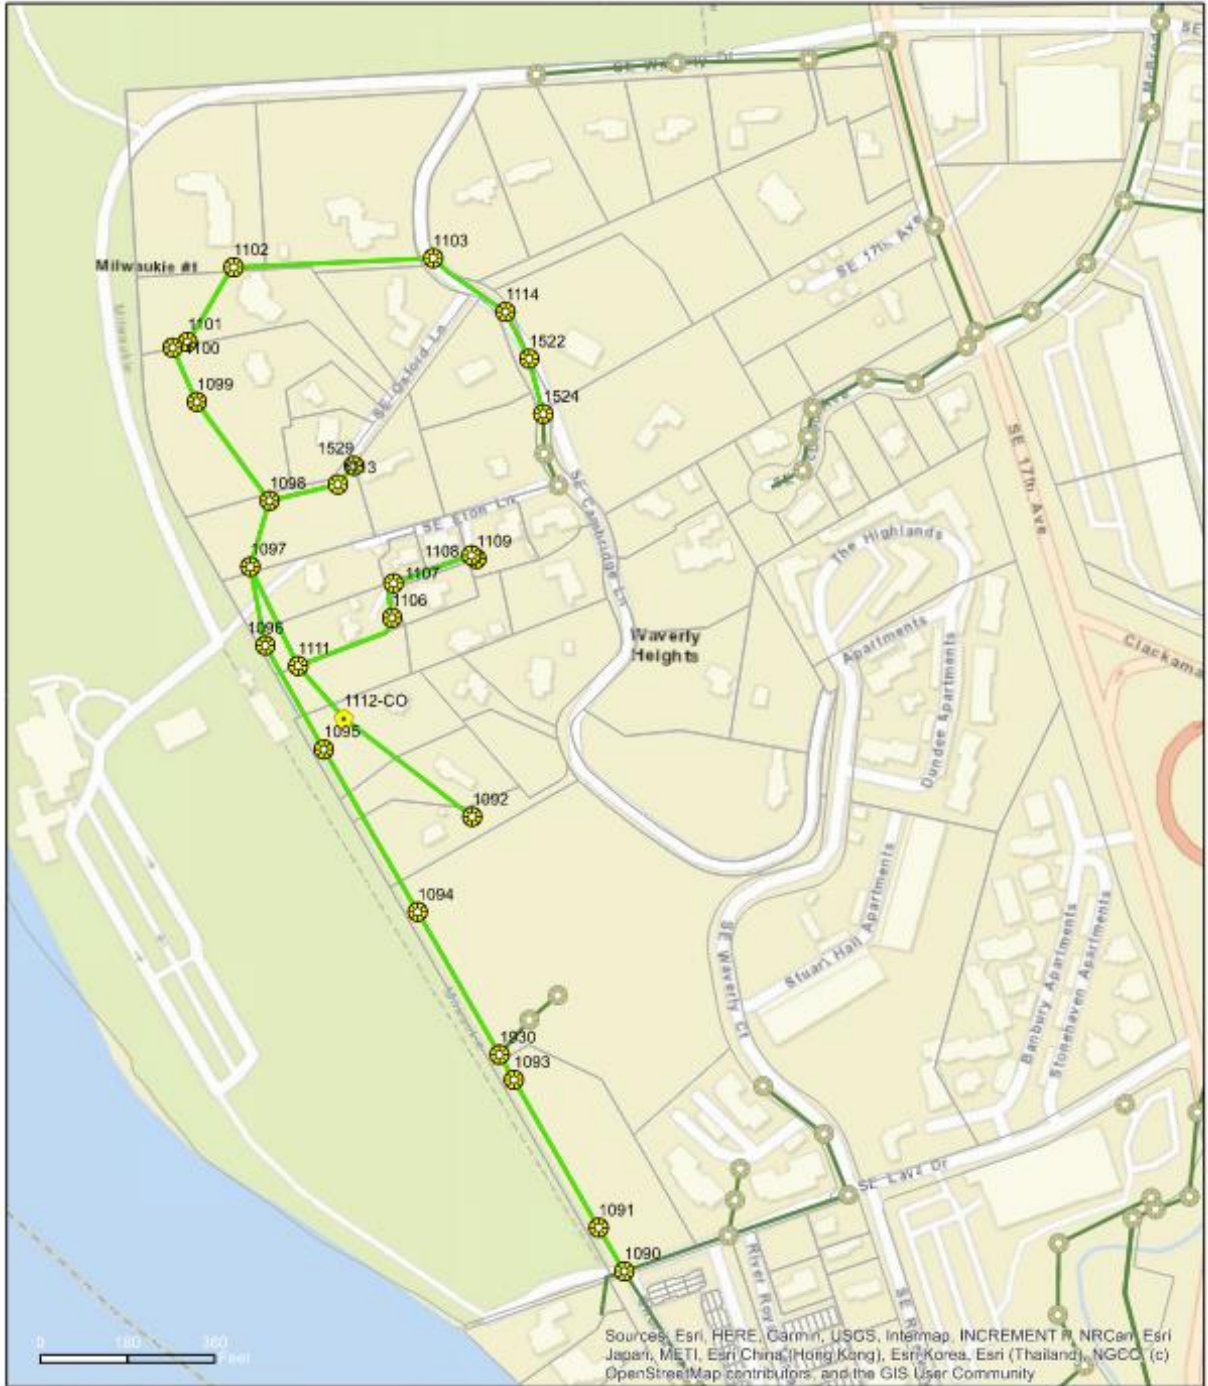 SE
McBrod
1103
1102
Milwaukie #1
SE 17th Ave
1114
1101
1100
1522
SE Oxford Ln
1099
1524
1529
SE 17th Ave
1098
SE Eton Ln
SE Cambridge Ln
The Highlands
1108
1109
1097
1107
1106
1096
1111
Waverly
Heights
Apartments
Clackama
Dundee Apartments
1112-CO
1095
1092
1094
Stuart Hall Apartments
SE Waverly Ct
Banbury Apartments
Stonehaven Apartments
1930
1093
SE Lava Dr
1091
1090
River Roy
0 180 360
Feet
Sources: Esri, HERE, Garmin, USGS, Intermap, INCREMENT P, NRCan, Esri
Japan, METI, Esri China (Hong Kong), Esri Korea, Esri (Thailand), NGCC, (c)
OpenStreetMap contributors, and the GIS User Community